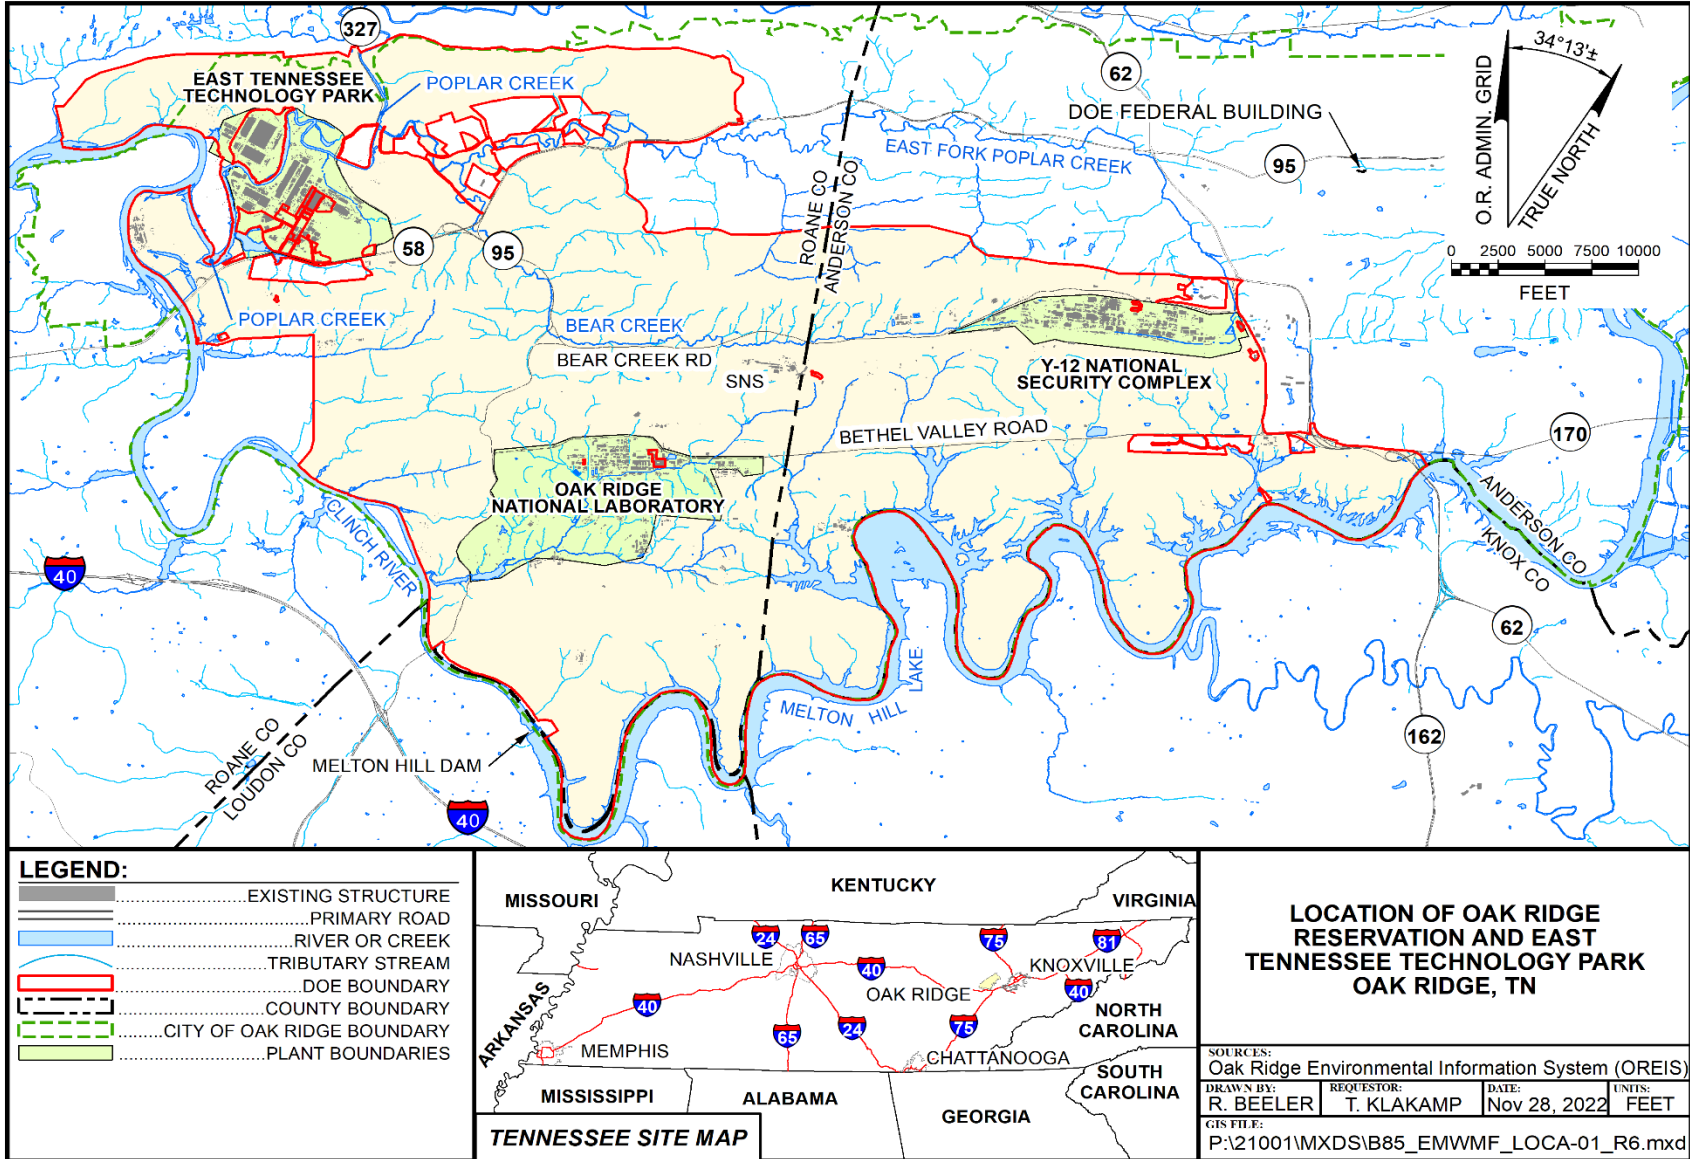 327
EAST TENNESSEE
TECHNOLOGY PARK
POPLAR CREEK
62
DOE FEDERAL BUILDING
EAST FORK POPLAR CREEK
95
O.R. ADMIN. GRID
34°13'±
TRUE NORTH
0 2500 5000 7500 10000
FEET
ROANE CO
ANDERSON CO
58
95
POPLAR CREEK
BEAR CREEK
BEAR CREEK RD
SNS
Y-12 NATIONAL
SECURITY COMPLEX
BETHEL VALLEY ROAD
170
OAK RIDGE
NATIONAL LABORATORY
CLINCH RIVER
ANDERSON CO
KNOX CO
40
62
MELTON HILL
LAKE
162
ROANE CO
LOUDON CO
MELTON HILL DAM
40
LEGEND:
EXISTING STRUCTURE
PRIMARY ROAD
RIVER OR CREEK
TRIBUTARY STREAM
DOE BOUNDARY
COUNTY BOUNDARY
CITY OF OAK RIDGE BOUNDARY
PLANT BOUNDARIES
MISSOURI
KENTUCKY
VIRGINIA
24
65
75
81
NASHVILLE
40
KNOXVILLE
OAK RIDGE
40
40
ARKANSAS
NORTH
CAROLINA
65
24
75
MEMPHIS
CHATTANOOGA
SOUTH
CAROLINA
MISSISSIPPI
ALABAMA
GEORGIA
TENNESSEE SITE MAP
LOCATION OF OAK RIDGE
RESERVATION AND EAST
TENNESSEE TECHNOLOGY PARK
OAK RIDGE, TN
SOURCES:
Oak Ridge Environmental Information System (OREIS)
DRAWN BY:
R. BEELER
REQUESTOR:
T. KLAKAMP
DATE:
Nov 28, 2022
UNITS:
FEET
GIS FILE:
P:\21001\MXDS\B85_EMWMF_LOCA-01_R6.mxd